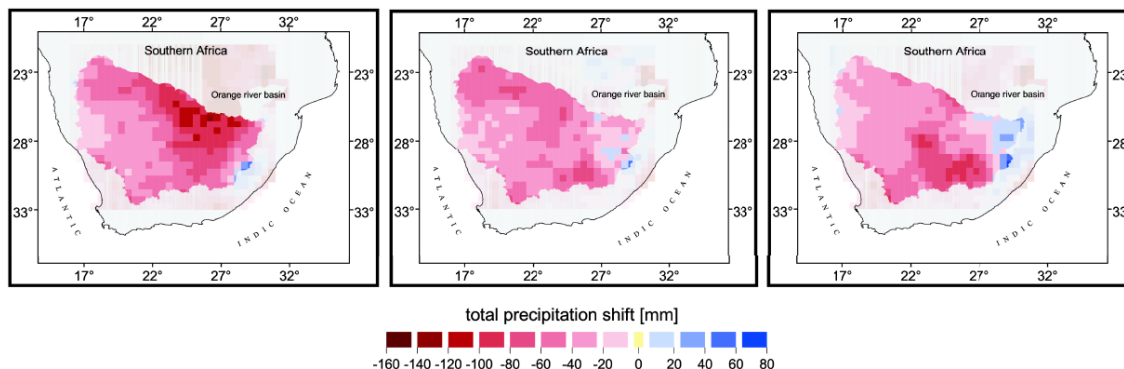 17° 22° 27° 32°
17° 22° 27° 32°
17° 22° 27° 32°
Southern Africa
Southern Africa
Southern Africa
23°
23°
23°
23°
Orange river basin
Orange river basin
Orange river basin
28°
28°
28°
28°
33°
33°
33°
33°
ATLANTIC
INDIC OCEAN
ATLANTIC
INDIC OCEAN
ATLANTIC
INDIC OCEAN
17° 22° 27° 32°
17° 22° 27° 32°
17° 22° 27° 32°
total precipitation shift [mm]
-160 -140 -120 -100 -80 -60 -40 -20 0 20 40 60 80